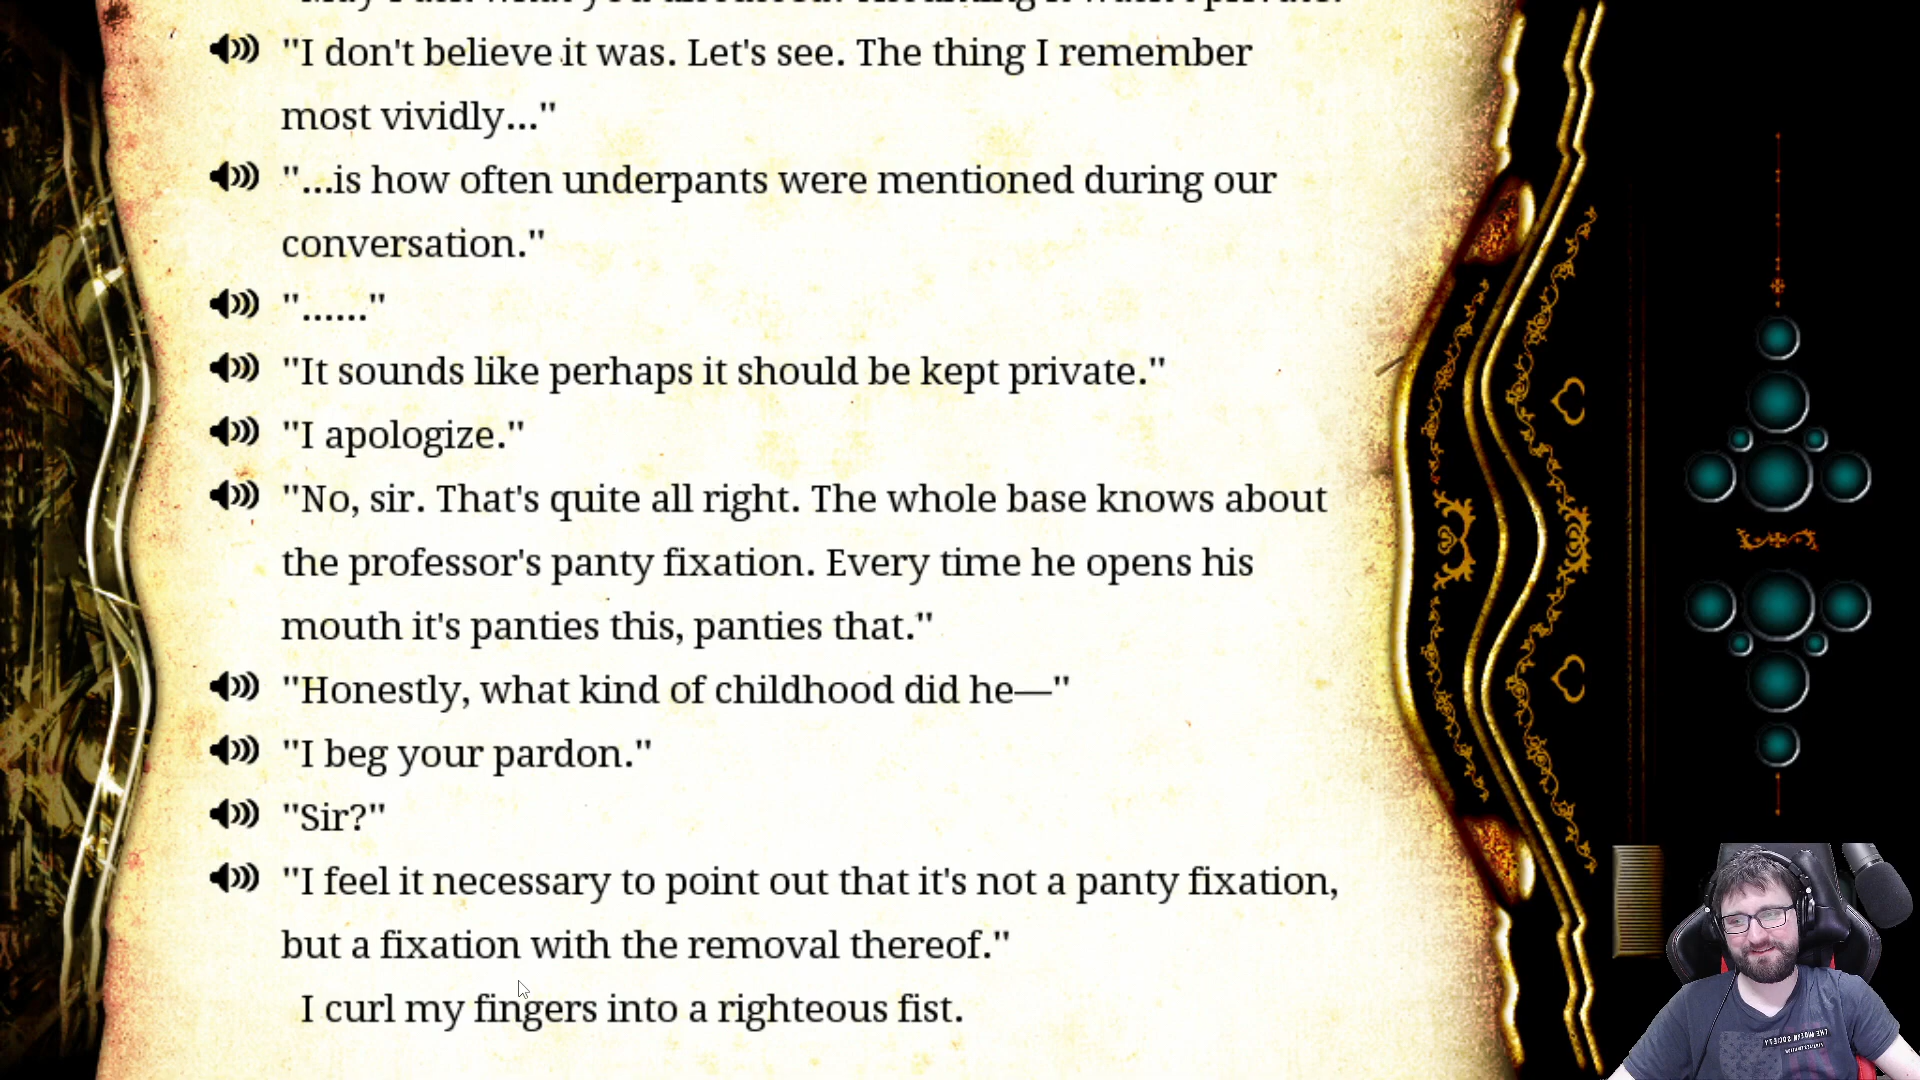 "I don't believe it was. Let's see. The thing I remember
most vividly..."
"...is how often underpants were mentioned during our
conversation."
"......"
"It sounds like perhaps it should be kept private."
"I apologize."
"No, sir. That's quite all right. The whole base knows about
the professor's panty fixation. Every time he opens his
mouth it's panties this, panties that."
"Honestly, what kind of childhood did he—"
"I beg your pardon."
"Sir?"
"I feel it necessary to point out that it's not a panty fixation,
but a fixation with the removal thereof."
I curl my fingers into a righteous fist.